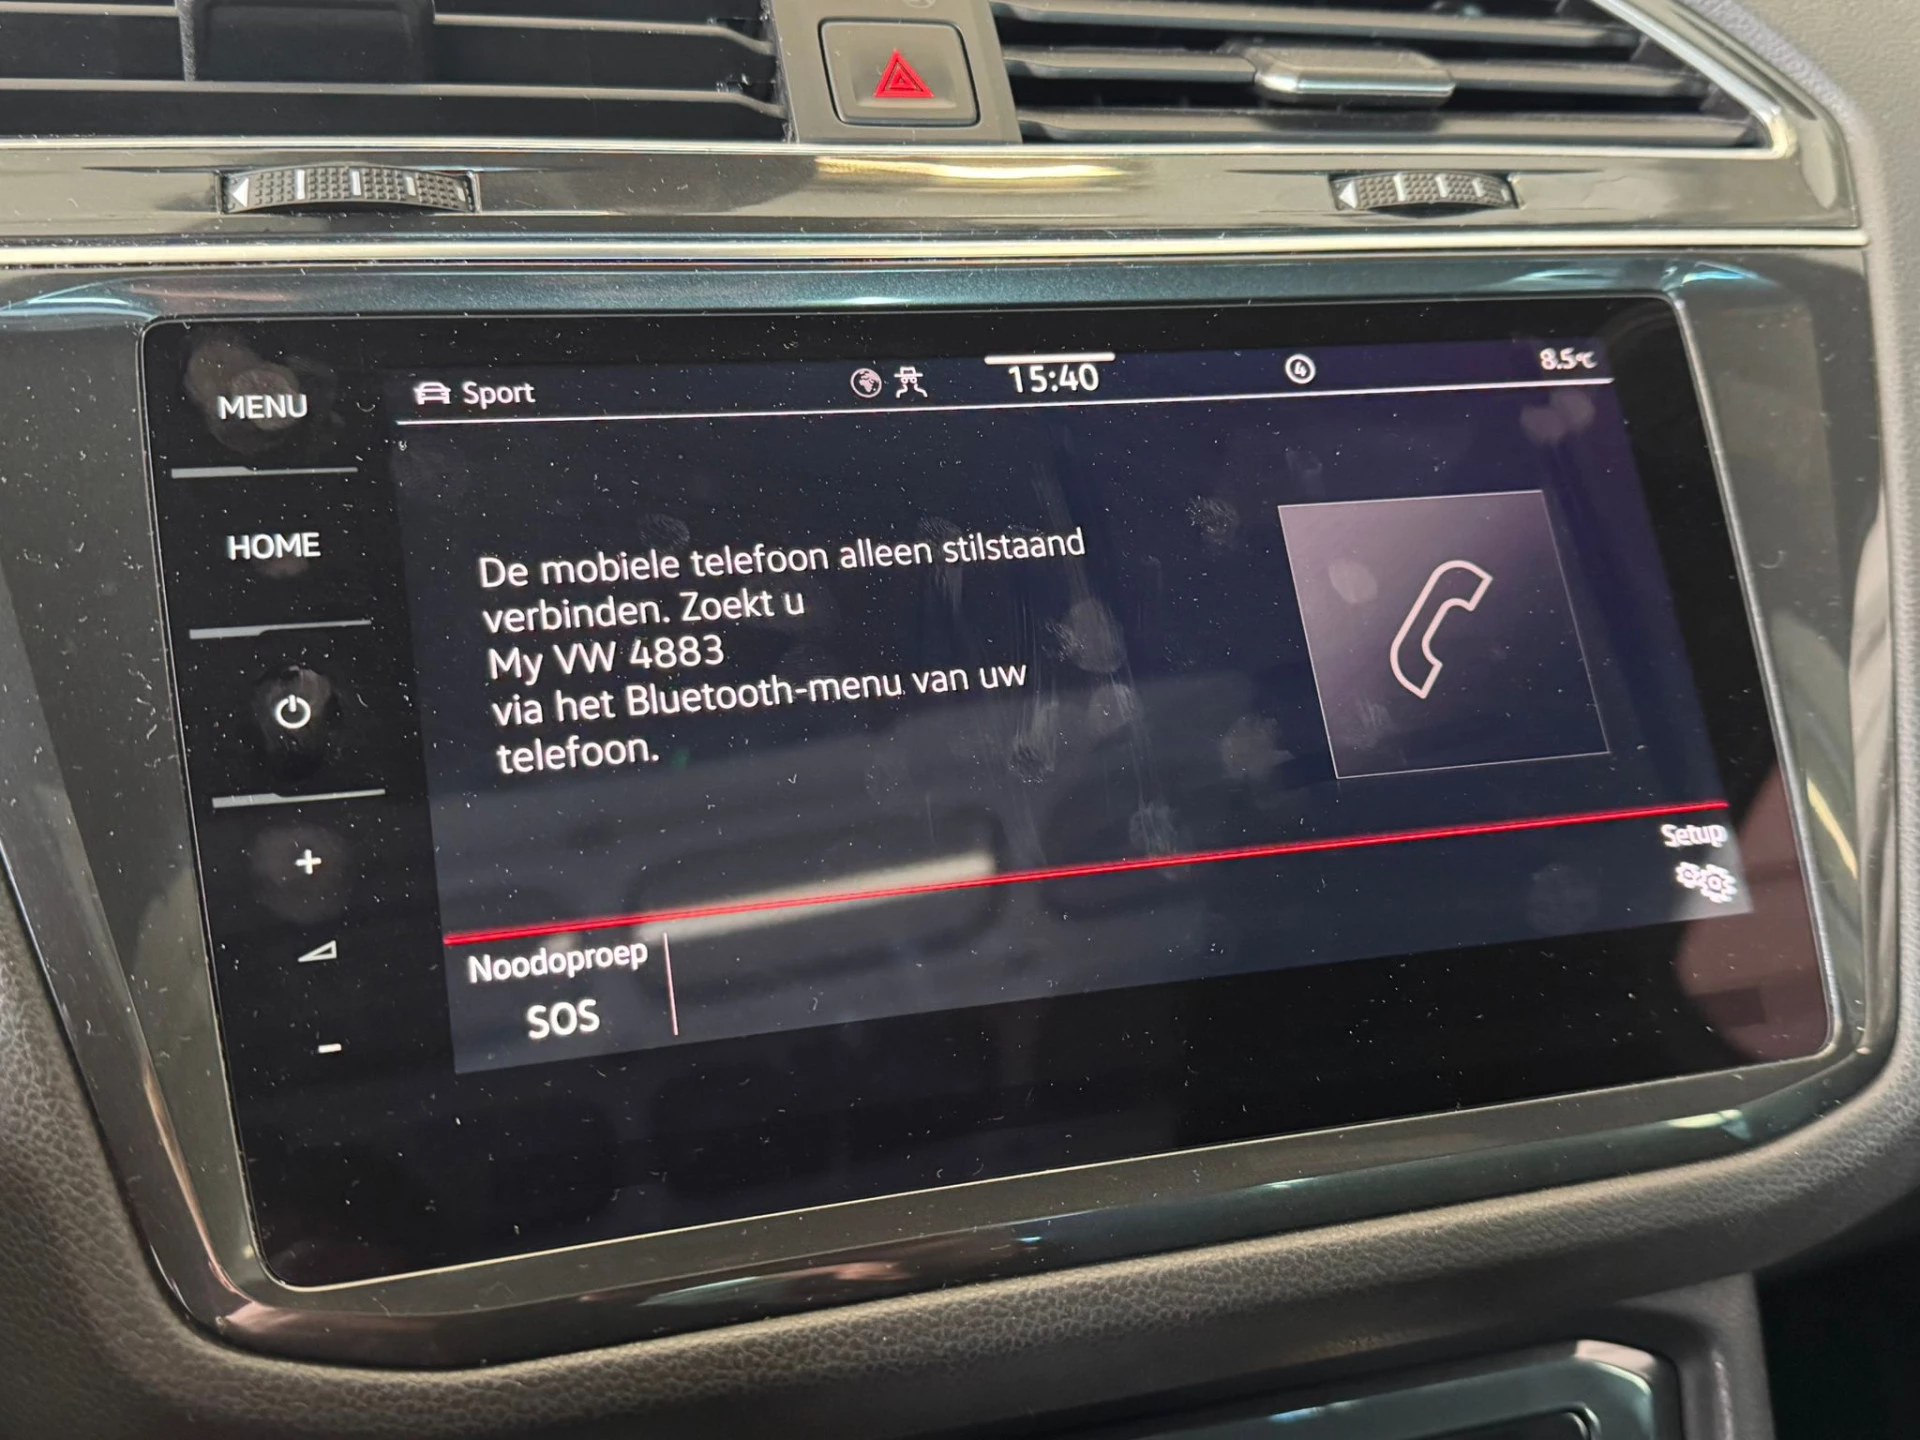 MENU
HOME
Sport
15:40
4
8.5°C
De mobiele telefoon alleen stilstaand
verbinden. Zoekt u
My VW 4883
via het Bluetooth-menu van uw
telefoon.
Setup
Noodoproep
SOS
+
-